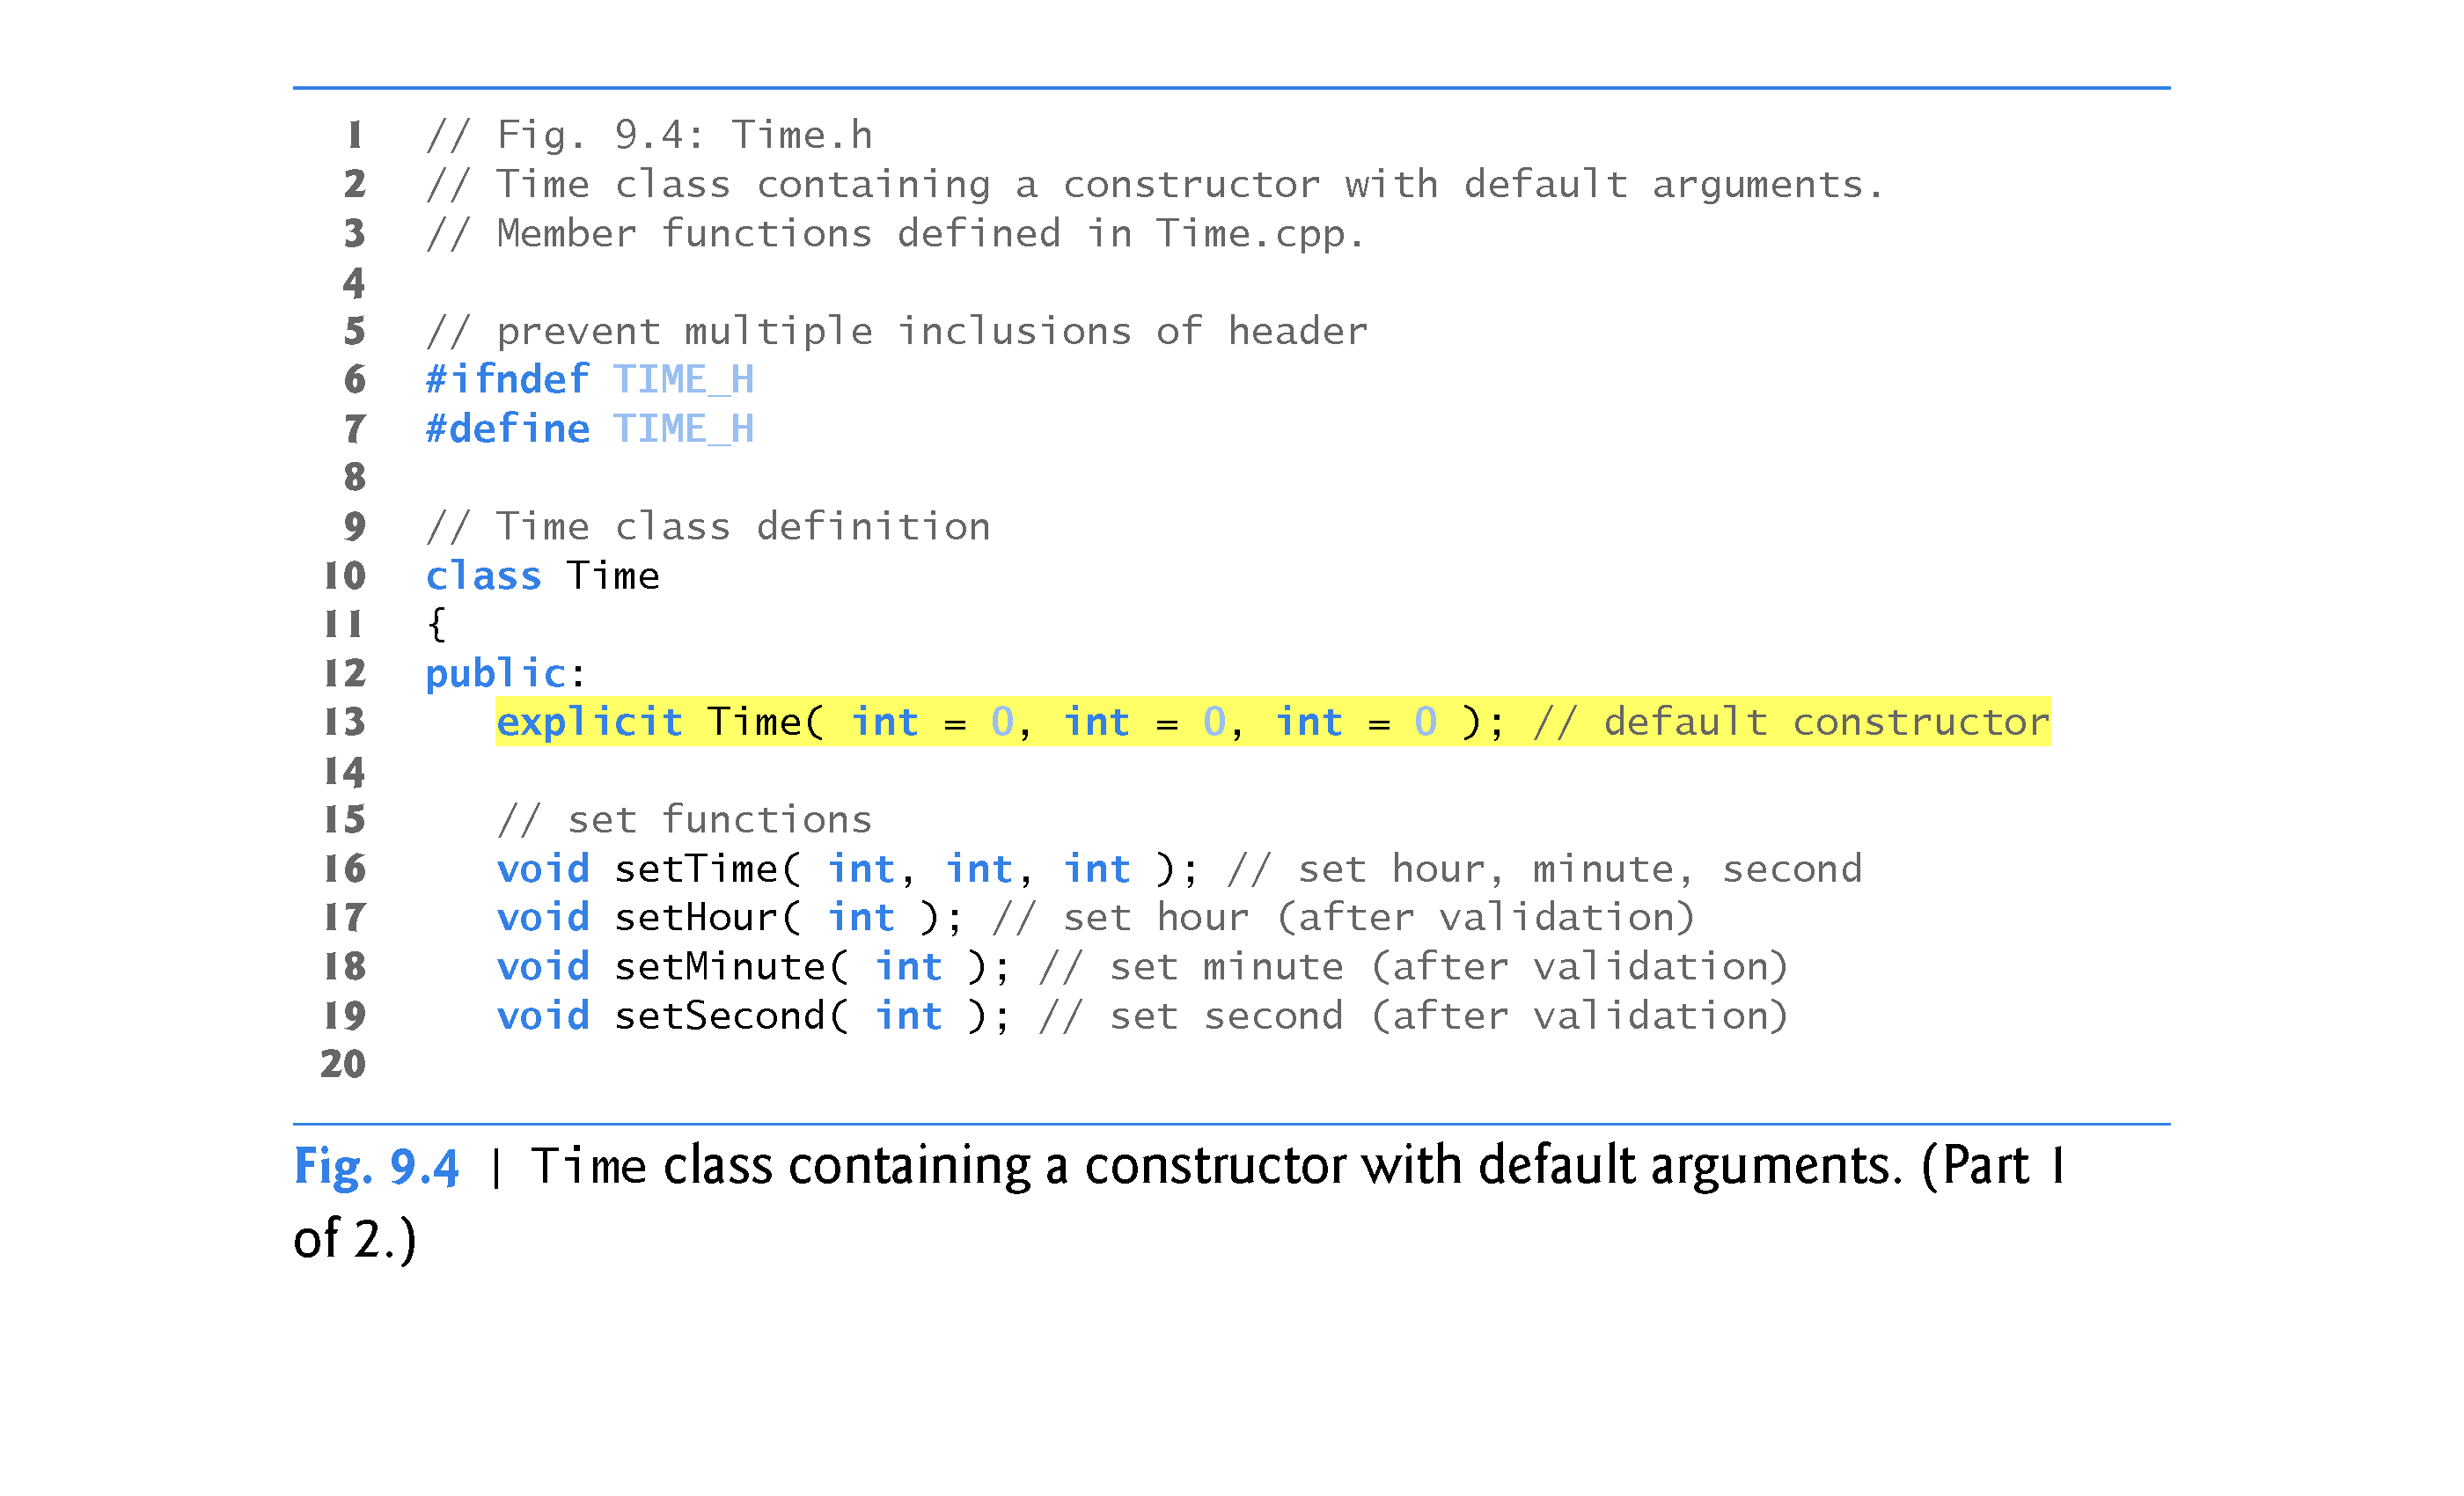 1 // Fig. 9.4: Time.h
2 // Time class containing a constructor with default arguments.
3 // Member functions defined in Time.cpp.
4
5 // prevent multiple inclusions of header
6 #ifndef TIME_H
7 #define TIME_H
8
9 // Time class definition
10 class Time
11 {
12 public:
13 explicit Time( int = 0, int = 0, int = 0 ); // default constructor
14
15 // set functions
16 void setTime( int, int, int ); // set hour, minute, second
17 void setHour( int ); // set hour (after validation)
18 void setMinute( int ); // set minute (after validation)
19 void setSecond( int ); // set second (after validation)
20
Fig. 9.4 | Time class containing a constructor with default arguments. (Part 1
of 2.)